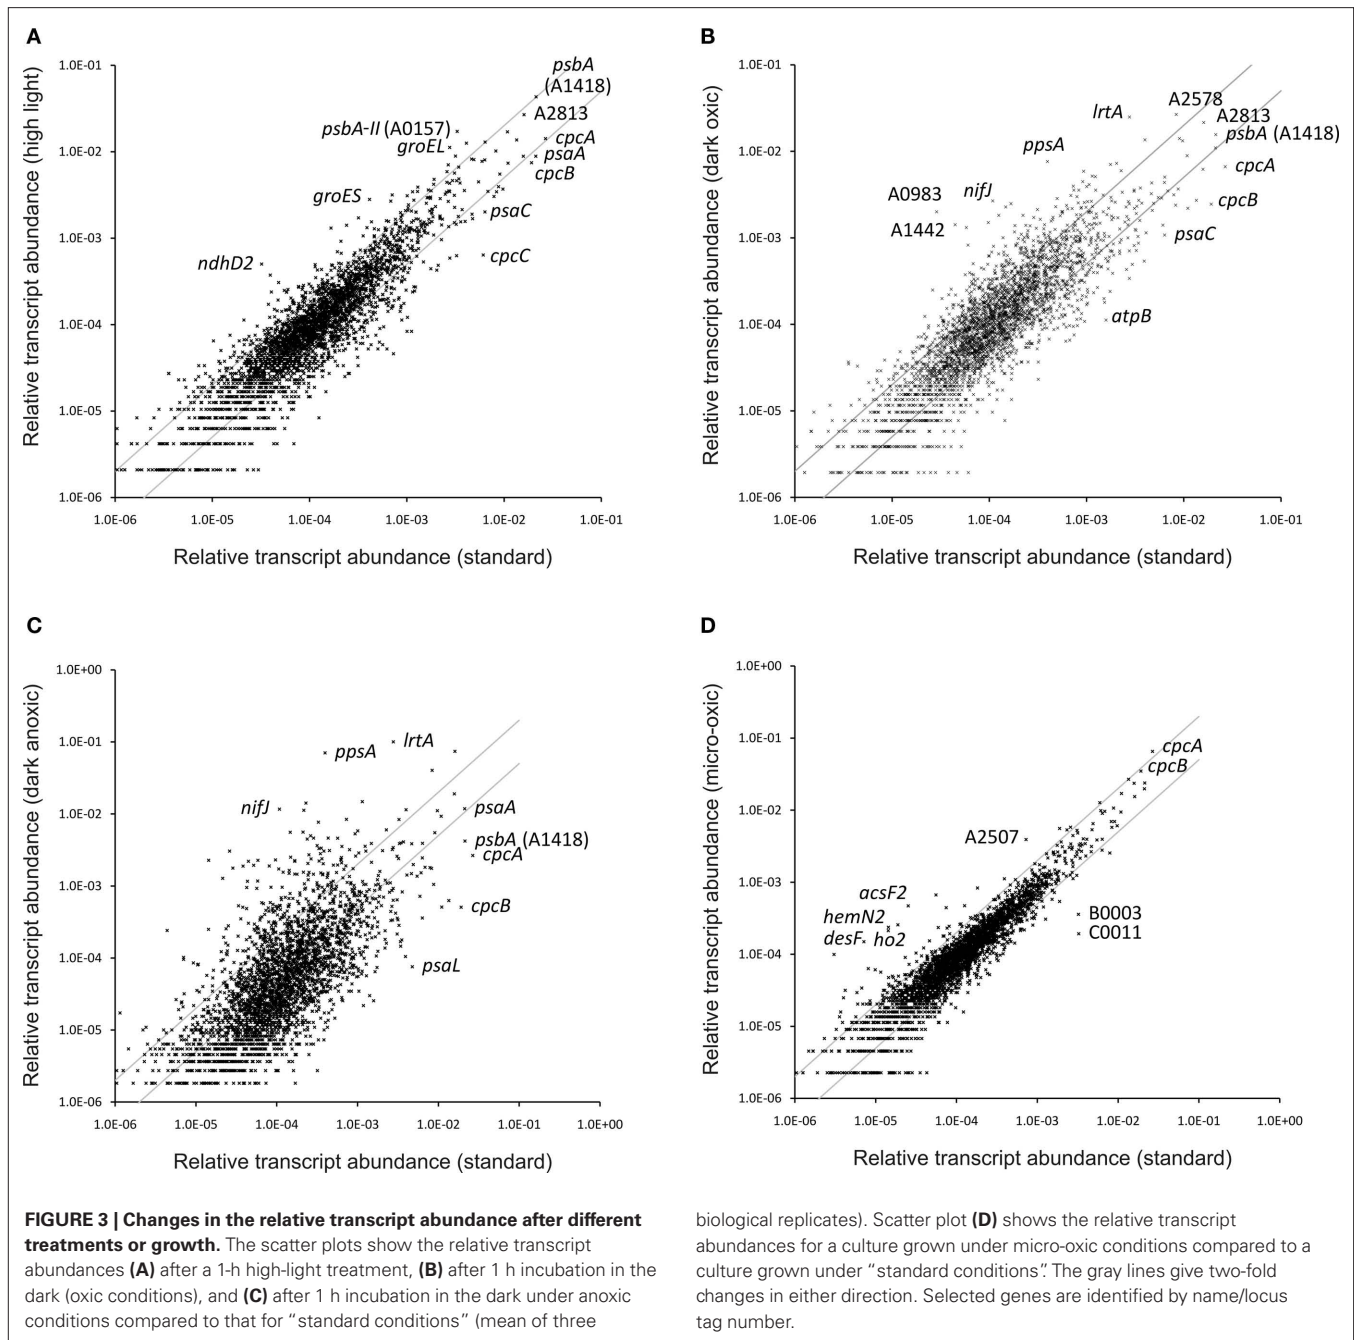 A
Relative transcript abundance (high light)
1.0E-01
1.0E-02
1.0E-03
1.0E-04
1.0E-05
1.0E-06
psbA
(A1418)
A2813
psbA-II (A0157)
groEL
cpcA
psaA
cpcB
groES
psaC
cpcC
ndhD2
1.0E-06 1.0E-05 1.0E-04 1.0E-03 1.0E-02 1.0E-01
Relative transcript abundance (standard)
B
Relative transcript abundance (dark oxic)
1.0E-01
1.0E-02
1.0E-03
1.0E-04
1.0E-05
1.0E-06
A2578
lrtA
A2813
psbA (A1418)
ppsA
cpcA
A0983
nifJ
cpcB
A1442
psaC
atpB
1.0E-06 1.0E-05 1.0E-04 1.0E-03 1.0E-02 1.0E-01
Relative transcript abundance (standard)
C
Relative transcript abundance (dark anoxic)
1.0E+00
1.0E-01
1.0E-02
1.0E-03
1.0E-04
1.0E-05
1.0E-06
lrtA
ppsA
nifJ
psaA
psbA (A1418)
cpcA
cpcB
psaL
1.0E-06 1.0E-05 1.0E-04 1.0E-03 1.0E-02 1.0E-01 1.0E+00
Relative transcript abundance (standard)
D
Relative transcript abundance (micro-oxic)
1.0E+00
1.0E-01
1.0E-02
1.0E-03
1.0E-04
1.0E-05
1.0E-06
cpcA
cpcB
A2507
acsF2
hemN2
B0003
C0011
desF
ho2
1.0E-06 1.0E-05 1.0E-04 1.0E-03 1.0E-02 1.0E-01 1.0E+00
Relative transcript abundance (standard)
FIGURE 3 | Changes in the relative transcript abundance after different
treatments or growth. The scatter plots show the relative transcript
abundances (A) after a 1-h high-light treatment, (B) after 1 h incubation in the
dark (oxic conditions), and (C) after 1 h incubation in the dark under anoxic
conditions compared to that for “standard conditions” (mean of three
biological replicates). Scatter plot (D) shows the relative transcript
abundances for a culture grown under micro-oxic conditions compared to a
culture grown under “standard conditions”. The gray lines give two-fold
changes in either direction. Selected genes are identified by name/locus
tag number.